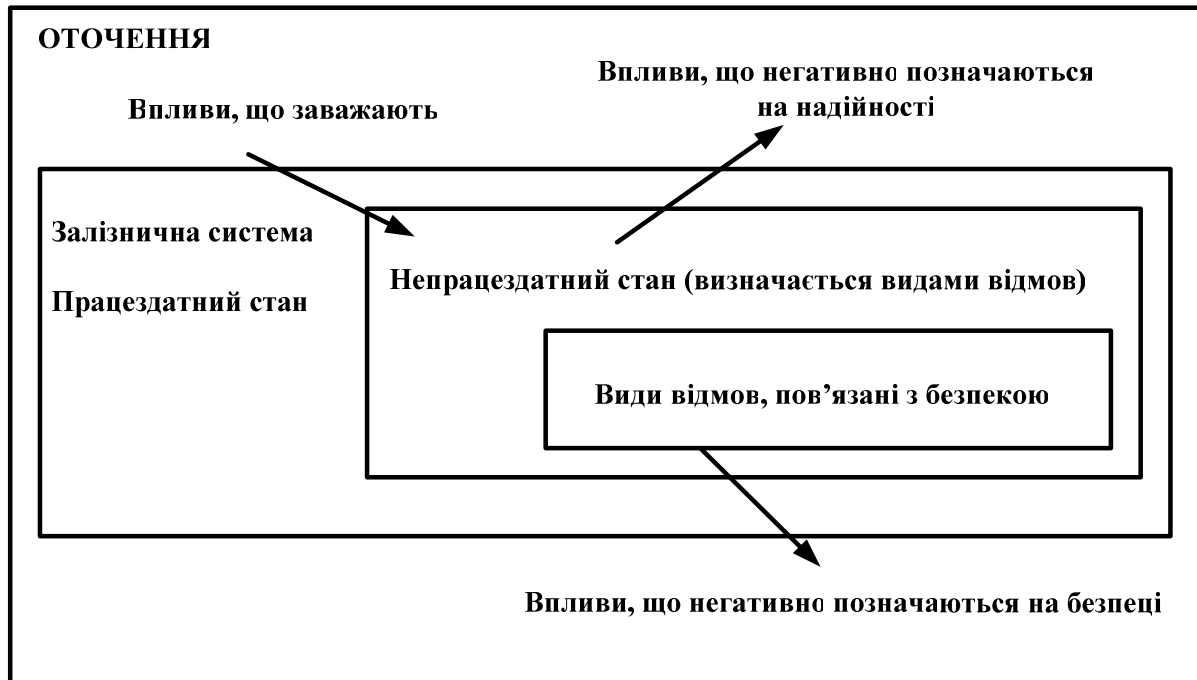 ОТОЧЕННЯ
Впливи, що негативно позначаються
на надійності
Впливи, що заважають
Залізнична система
Працездатний стан
Непрацездатний стан (визначається видами відмов)
Види відмов, пов’язані з безпекою
Впливи, що негативно позначаються на безпеці